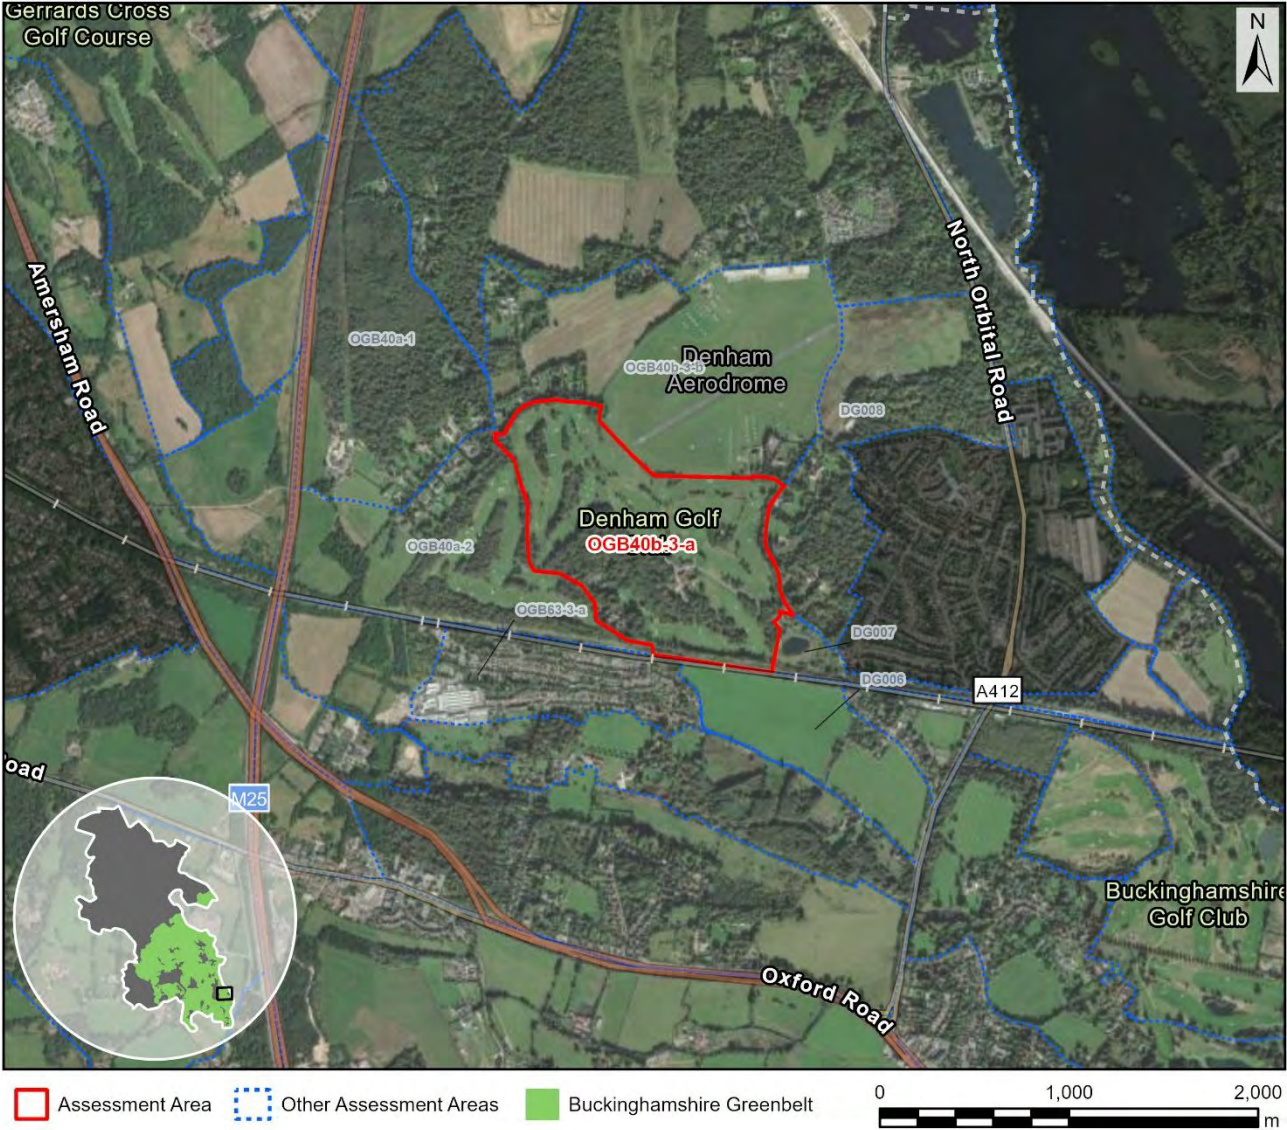 Gerrards Cross
Golf Course
N
Amersham Road
North Orbital Road
OGB40a-1
OGB40b-3-b
Denham
Aerodrome
DG008
Denham Golf
OGB40b-3-a
OGB40a-2
OGB63-3-a
DG007
DG006
A412
oad
M25
Buckinghamshire
Golf Club
Oxford Road
Assessment Area
Other Assessment Areas
Buckinghamshire Greenbelt
0 1,000 2,000
m